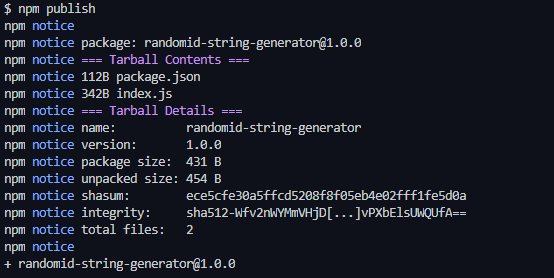 $ npm publish
npm notice
npm notice package: randomid-string-generator@1.0.0
npm notice === Tarball Contents ===
npm notice 112B package.json
npm notice 342B index.js
npm notice === Tarball Details ===
npm notice name:          randomid-string-generator
npm notice version:       1.0.0
npm notice package size:  431 B
npm notice unpacked size: 454 B
npm notice shasum:        ece5cfe30a5ffcd5208f8f05eb4e02fff1fe5d0a
npm notice integrity:     sha512-Wfv2nWYMmVHjD[...]vPXbElsUWQUfA==
npm notice total files:   2
npm notice
+ randomid-string-generator@1.0.0